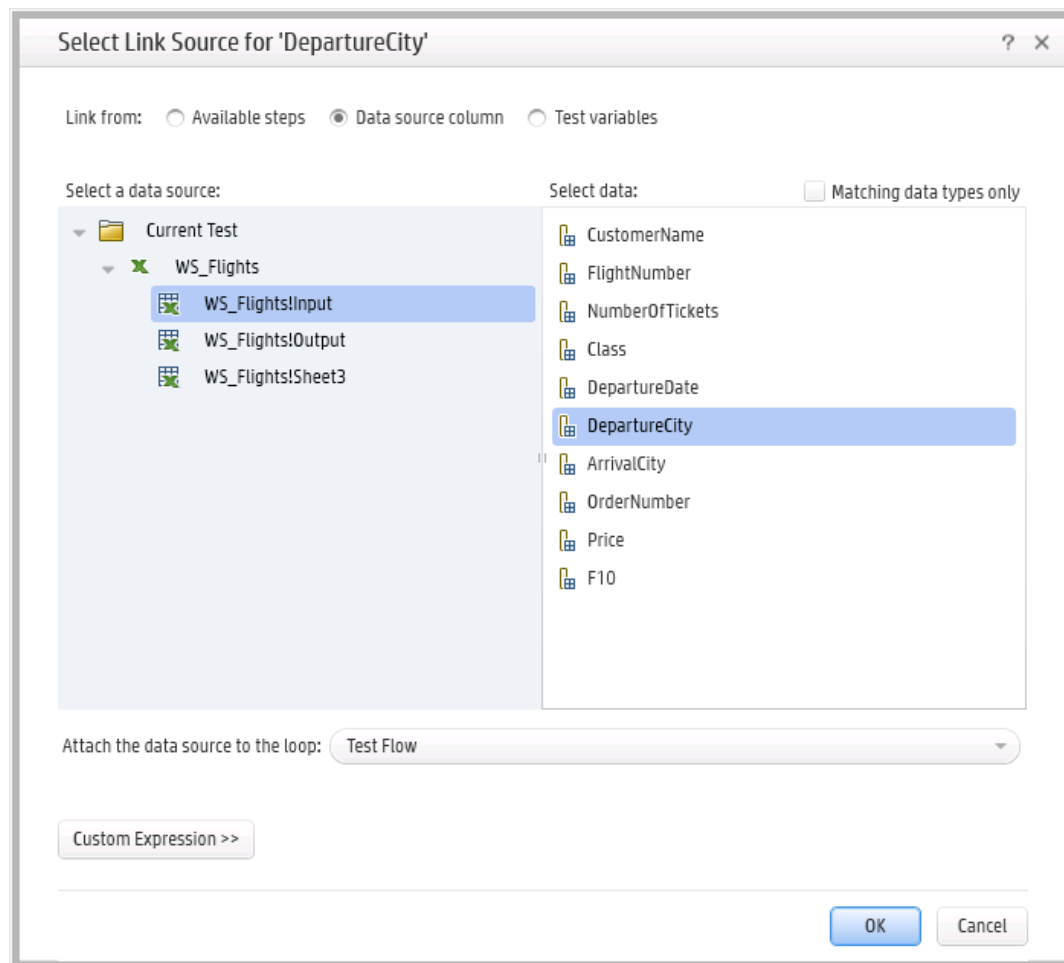 Select Link Source for 'DepartureCity'
?
Link from: Available steps Data source column Test variables
Select a data source:
Select data: Matching data types only
Current Test
WS_Flights
WS_Flights!Input
WS_Flights!Output
WS_Flights!Sheet3
CustomerName
FlightNumber
NumberOfTickets
Class
DepartureDate
DepartureCity
ArrivalCity
OrderNumber
Price
F10
Attach the data source to the loop: Test Flow
Custom Expression >>
OK Cancel